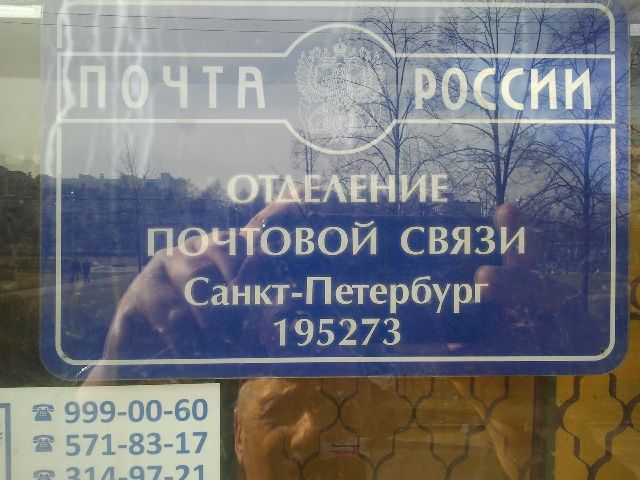 ПОЧТА РОССИИ
ОТДЕЛЕНИЕ
ПОЧТОВОЙ СВЯЗИ
Санкт-Петербург
195273
☎ 999-00-60
☎ 571-83-17
☎ 314-97-21